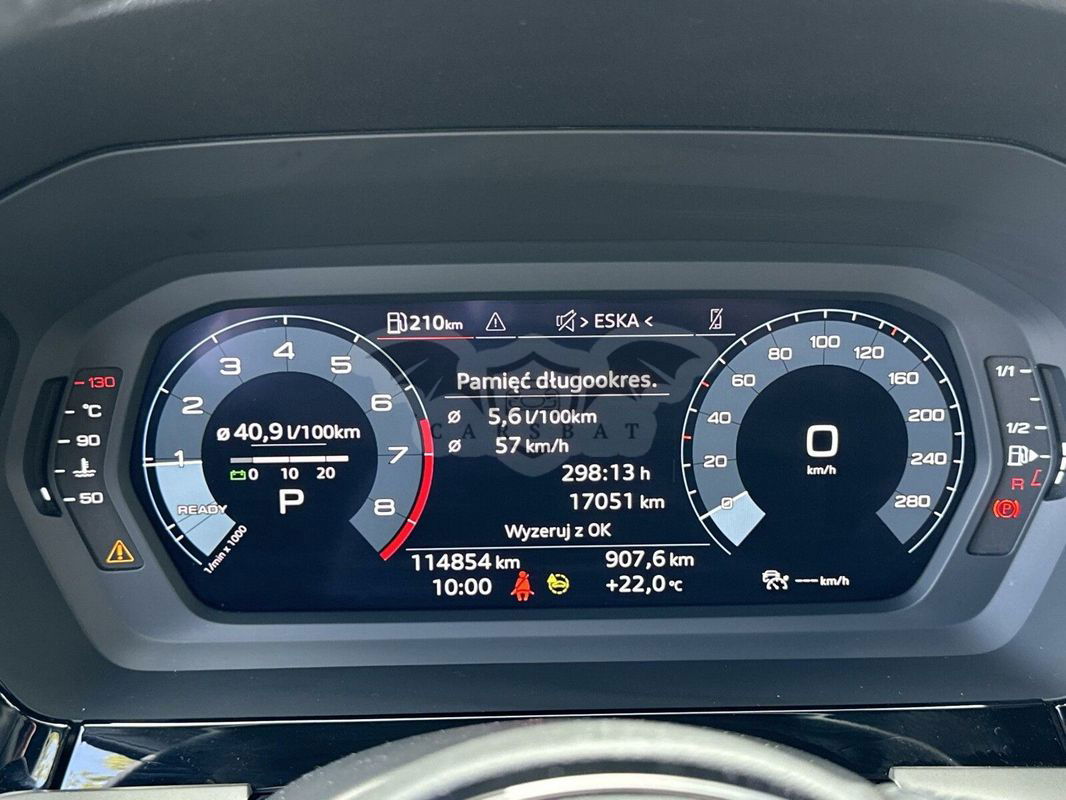 210km > ESKA <
Pamięć długookres.
ø 5,6 l/100km
ø 57 km/h
298:13 h
17051 km
Wyzeruj z OK
114854 km 907,6 km
10:00 +22,0 °C
1 2 3 4 5 6 7 8
READY
1/min x 1000
ø 40,9 l/100km
0 10 20
P
0 20 40 60 80 100 120 160 200 240 280
0
km/h
--- km/h
130
°C
90
50
1/1
1/2
R
(P)
CARSBAT